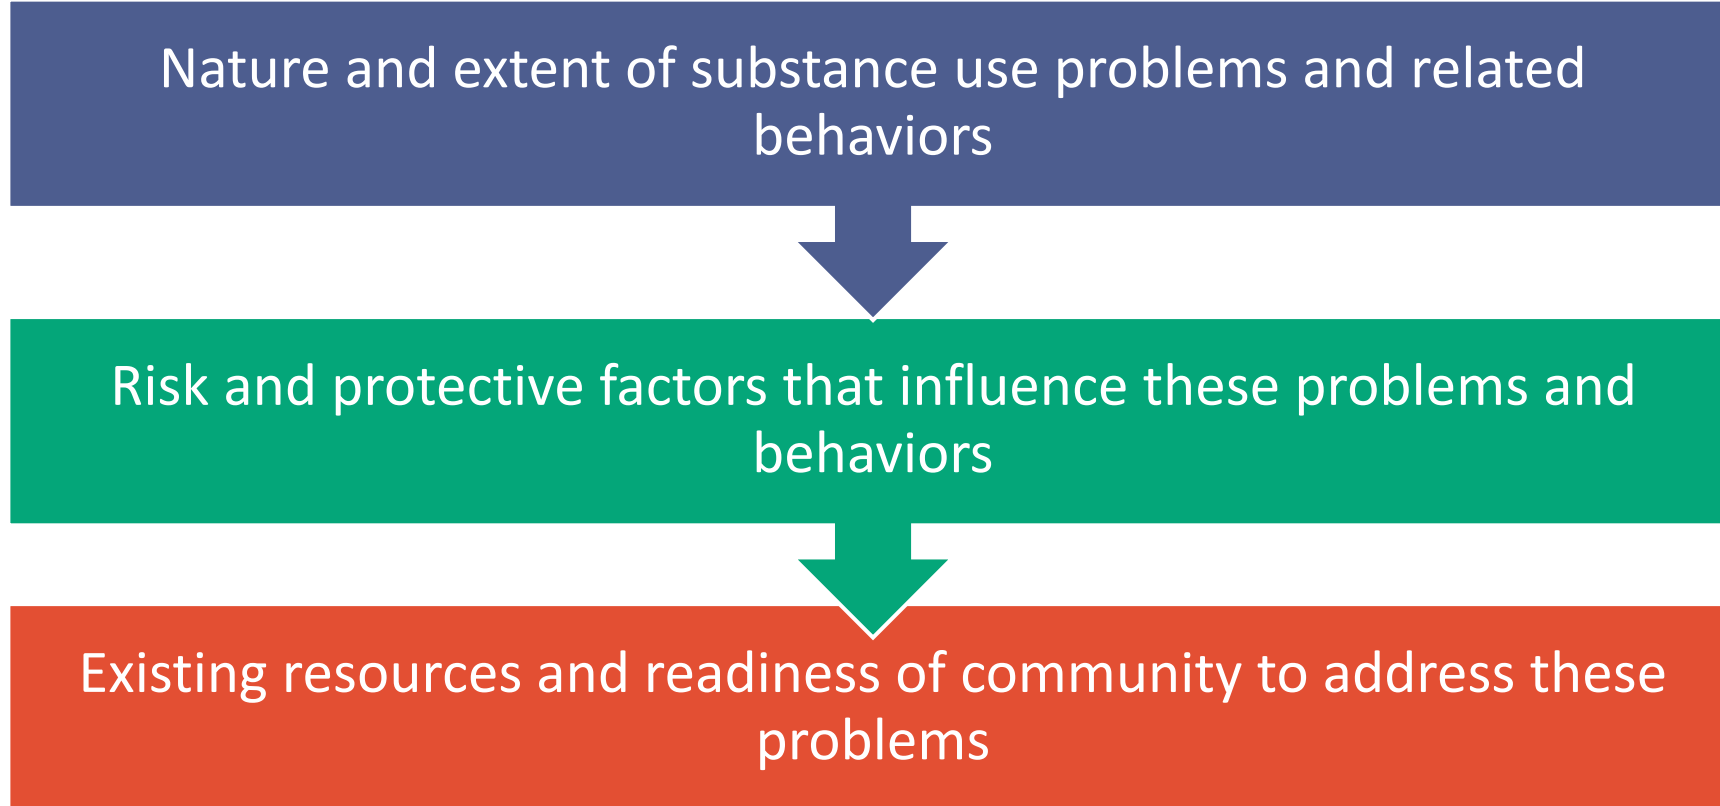 Nature and extent of substance use problems and related
behaviors
Risk and protective factors that influence these problems and
behaviors
Existing resources and readiness of community to address these
problems